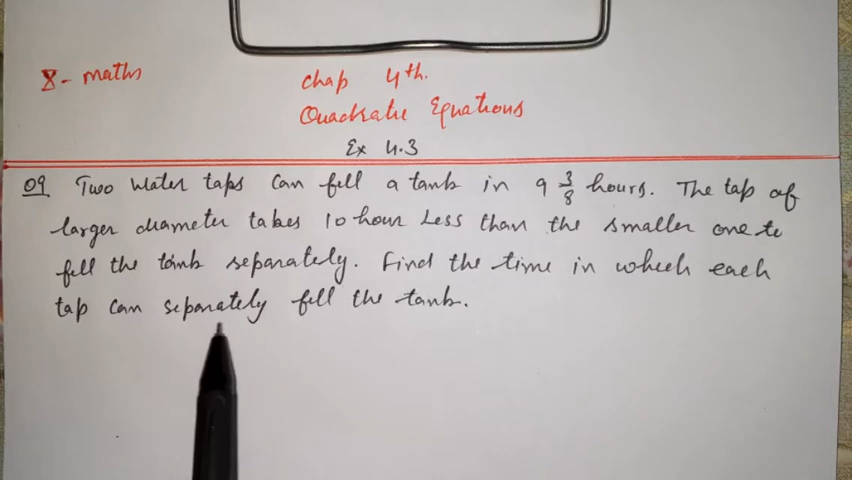 X - maths
Chap 4th.
Quadratic Equations
Ex 4.3
Q9 Two water taps can fill a tank in 9 3/8 hours. The tap of
larger diameter takes 10 hour less than the smaller one to
fill the tank separately. Find the time in which each
tap can separately fill the tank.